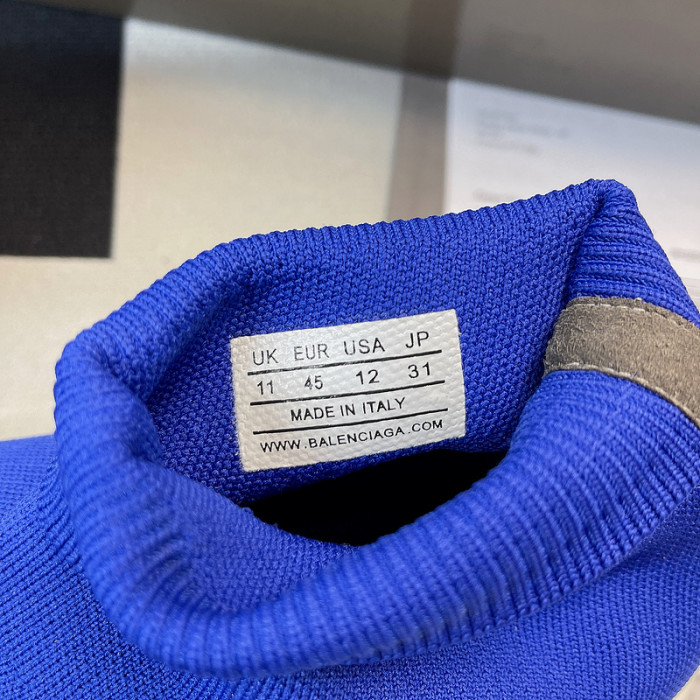 UK EUR USA JP
11 45 12 31
MADE IN ITALY
WWW.BALENCIAGA.COM